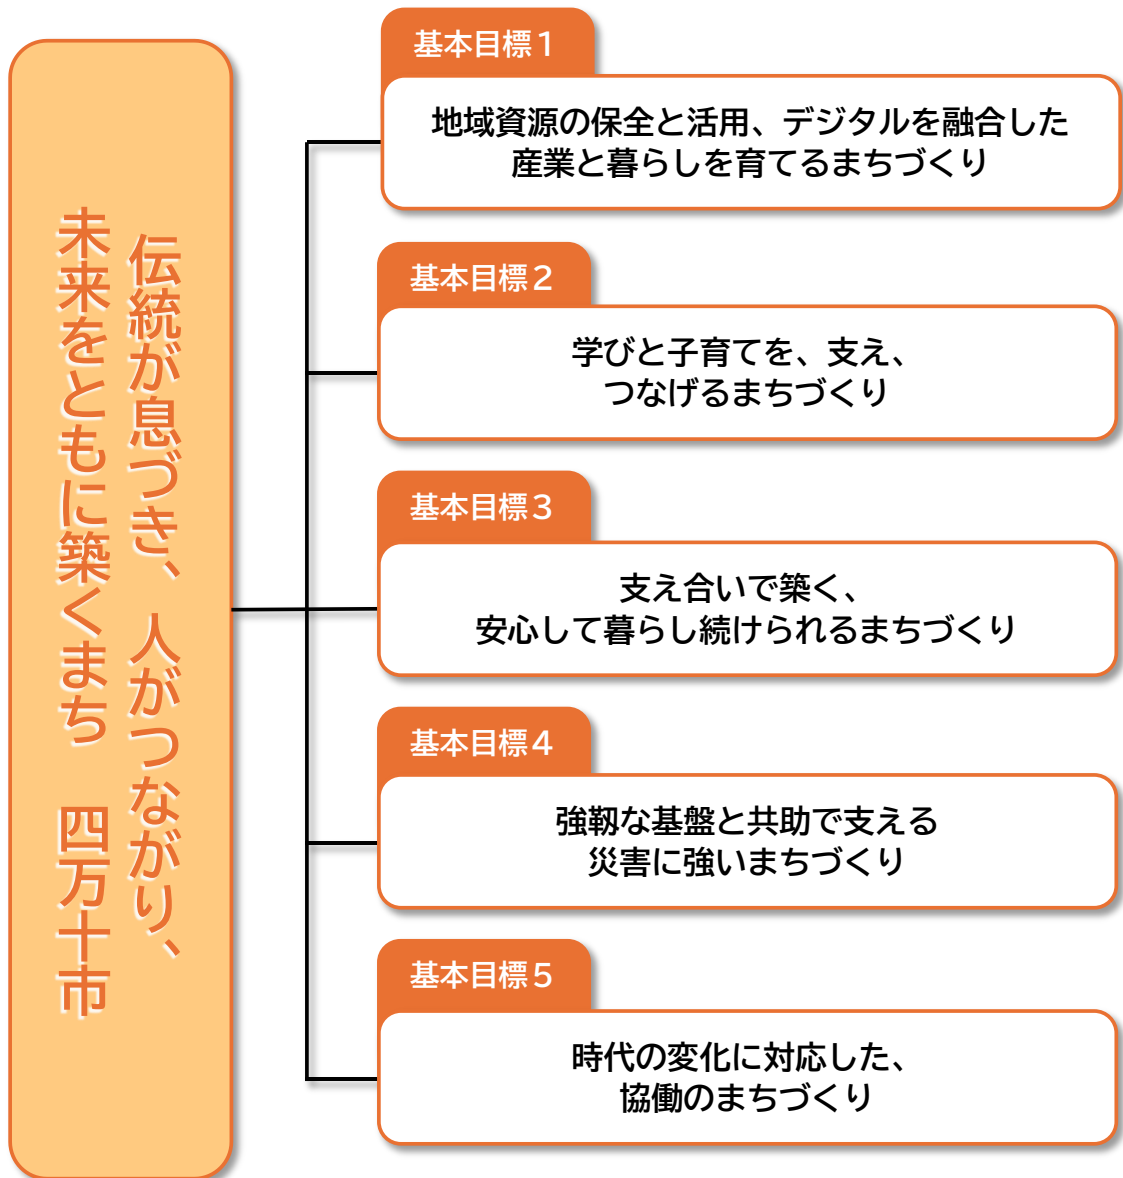 伝統が息づき、人がつながり、
未来をともに築くまち　四万十市
基本目標１
地域資源の保全と活用、デジタルを融合した
産業と暮らしを育てるまちづくり
基本目標２
学びと子育てを、支え、
つなげるまちづくり
基本目標３
支え合いで築く、
安心して暮らし続けられるまちづくり
基本目標４
強靭な基盤と共助で支える
災害に強いまちづくり
基本目標５
時代の変化に対応した、
協働のまちづくり